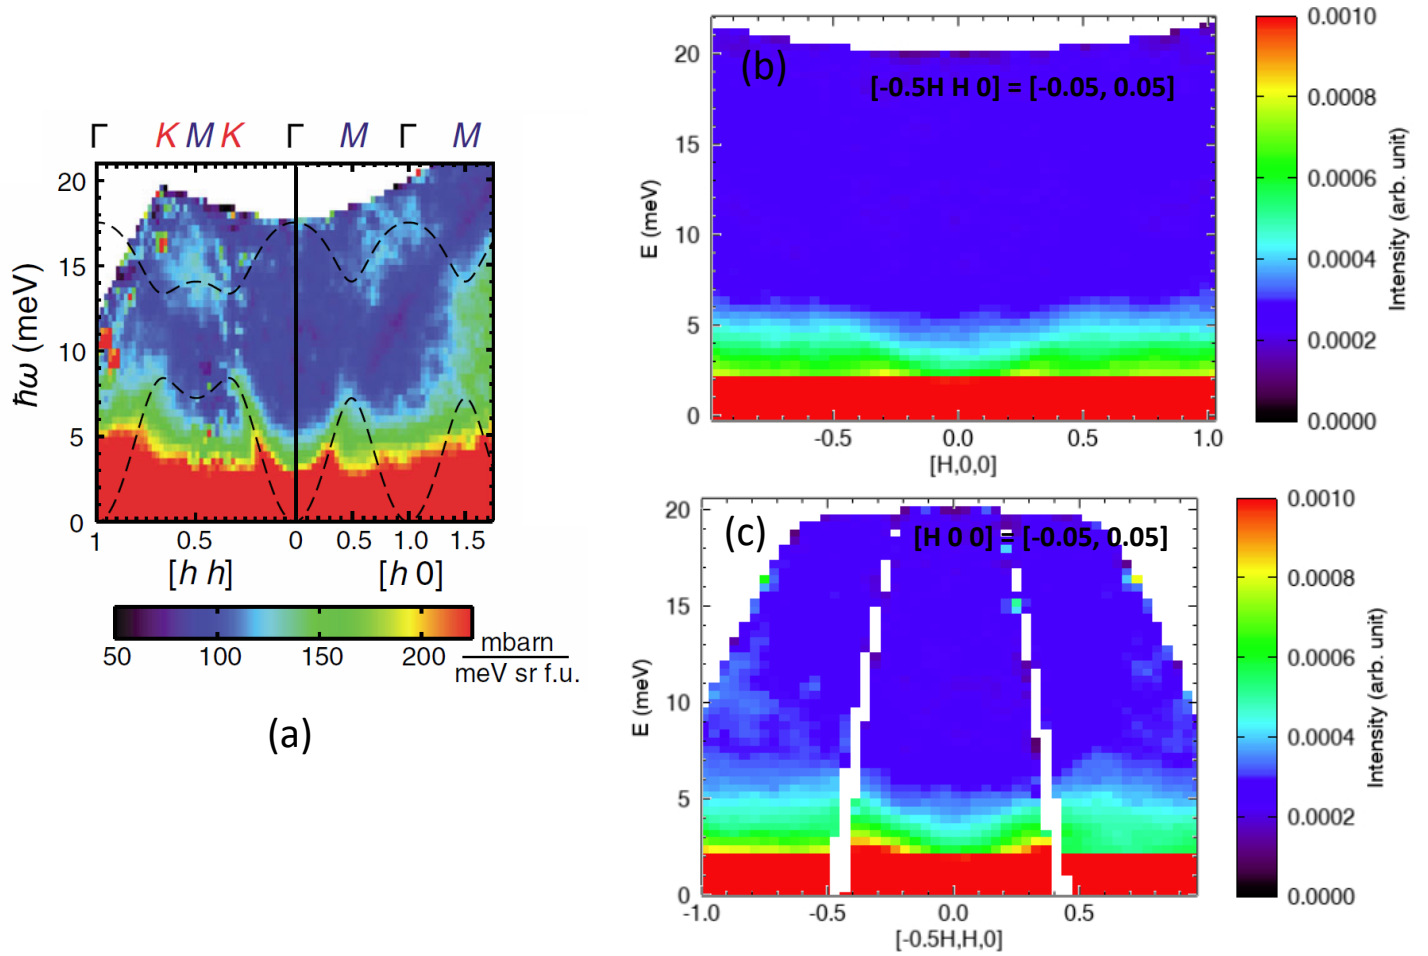 Γ K M K Γ M Γ M
20
15
10
5
0
ħω (meV)
1 0.5 0 0.5 1.0 1.5
[h h] [h 0]
50 100 150 200
mbarn
meV sr f.u.
(a)
(b)
[-0.5H H 0] = [-0.05, 0.05]
20
15
10
5
0
E (meV)
-0.5 0.0 0.5 1.0
[H,0,0]
0.0010
0.0008
0.0006
0.0004
0.0002
0.0000
Intensity (arb. unit)
(c)
[H 0 0] = [-0.05, 0.05]
20
15
10
5
0
E (meV)
-1.0 -0.5 0.0 0.5
[-0.5H,H,0]
0.0010
0.0008
0.0006
0.0004
0.0002
0.0000
Intensity (arb. unit)